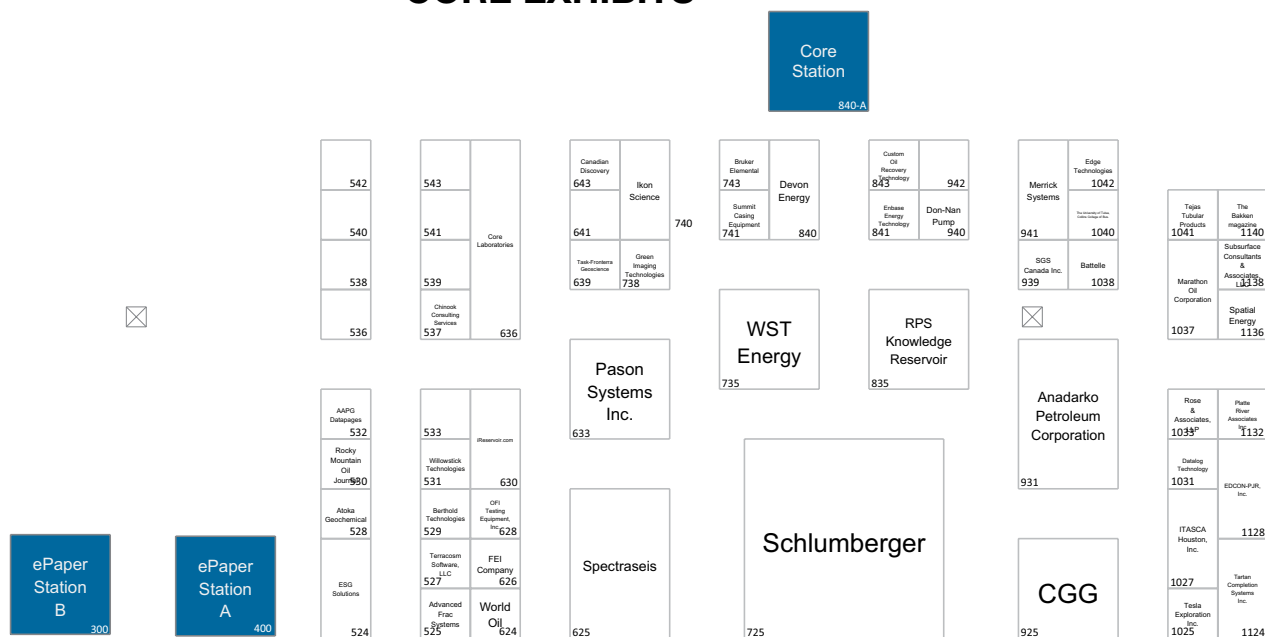 CORE EXHIBITS
Core
Station
840-A
542
540
538
536
543
541
539
Chinook
Consulting
Services
537
Core
Laboratories
636
Canadian
Discovery
643
641
Ikon
Science
740
Task-Fronterra
Geoscience
639
Green
Imaging
Technologies
738
Bruker
Elemental
743
Summit
Casing
Equipment
741
Devon
Energy
840
Custom
Oil
Recovery
Technology
843
942
Enbase
Energy
Technology
841
Don-Nan
Pump
940
Merrick
Systems
941
Edge
Technologies
1042
1040
SGS
Canada Inc.
939
Battelle
1038
Tejas
Tubular
Products
1041
The
Bakken
magazine
1140
Marathon
Oil
Corporation
1037
Subsurface
Consultants
&
Associates,
LLC
1138
Spatial
Energy
1136
Pason
Systems
Inc.
633
WST
Energy
735
RPS
Knowledge
Reservoir
835
Anadarko
Petroleum
Corporation
931
AAPG
Datapages
532
Rocky
Mountain
Oil
Journal
530
Atoka
Geochemical
528
ESG
Solutions
524
533
iReservoir.com
630
Willowstick
Technologies
531
Berthold
Technologies
529
OFI
Testing
Equipment,
Inc.
628
Terracosm
Software,
LLC
527
FEI
Company
626
Advanced
Frac
Systems
525
World
Oil
624
Spectraseis
625
Schlumberger
725
CGG
925
Rose
&
Associates,
LLP
1033
Platte
River
Associates
Inc.
1132
Datalog
Technology
1031
EDCON-PJR,
Inc.
1128
ITASCA
Houston,
Inc.
1027
Tesla
Exploration
Inc.
1025
Tartan
Completion
Systems
Inc.
1124
ePaper
Station
B
300
ePaper
Station
A
400